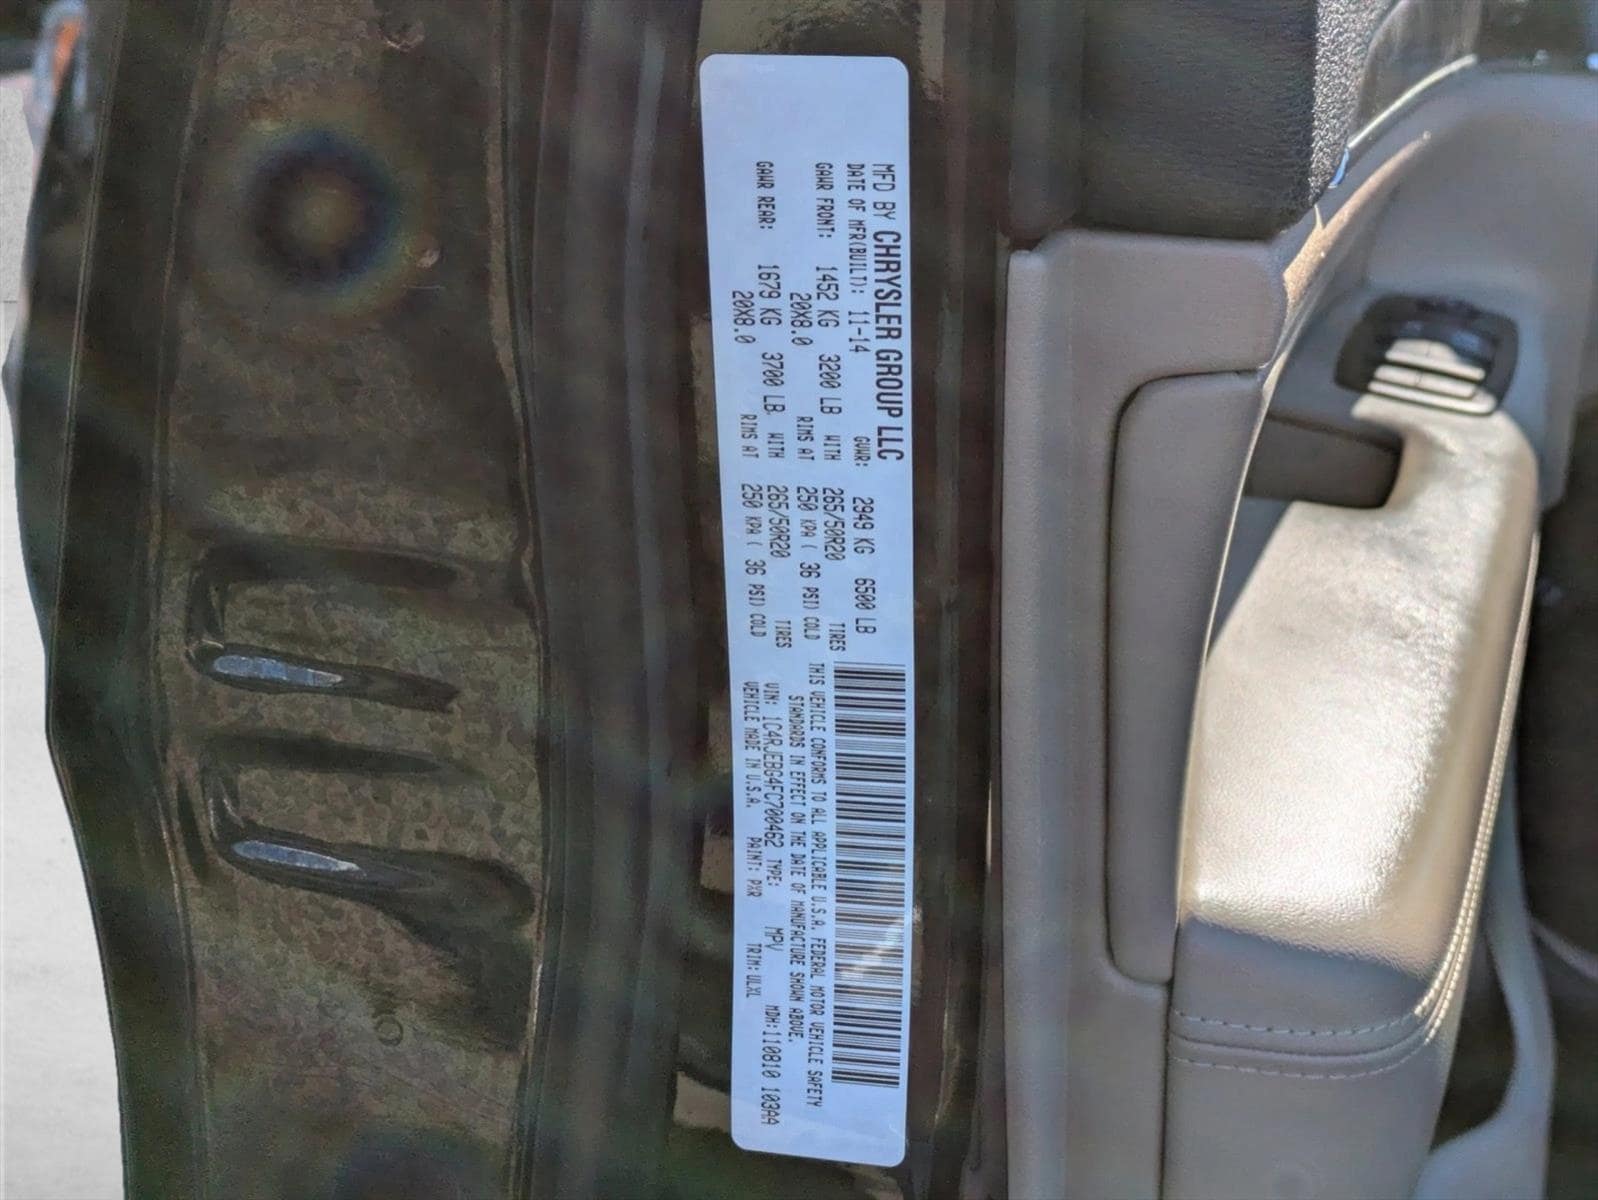 MFD BY CHRYSLER GROUP LLC
DATE OF MFR(BUILT): 11-14 GVWR: 2949 KG 6500 LB
GAWR FRONT: 1452 KG 3200 LB WITH 265/50R20 TIRES
20X8.0 RIMS AT 250 KPA ( 36 PSI) COLD
GAWR REAR: 1679 KG 3700 LB WITH 265/50R20 TIRES
20X8.0 RIMS AT 250 KPA ( 36 PSI) COLD
THIS VEHICLE CONFORMS TO ALL APPLICABLE U.S.A. FEDERAL MOTOR VEHICLE SAFETY
STANDARDS IN EFFECT ON THE DATE OF MANUFACTURE SHOWN ABOVE.
VIN: 1C4RJEBG4FC700462 TYPE: MPV MDH:110810 103AA
VEHICLE MADE IN U.S.A. PAINT: PXR TRIM:ULXL